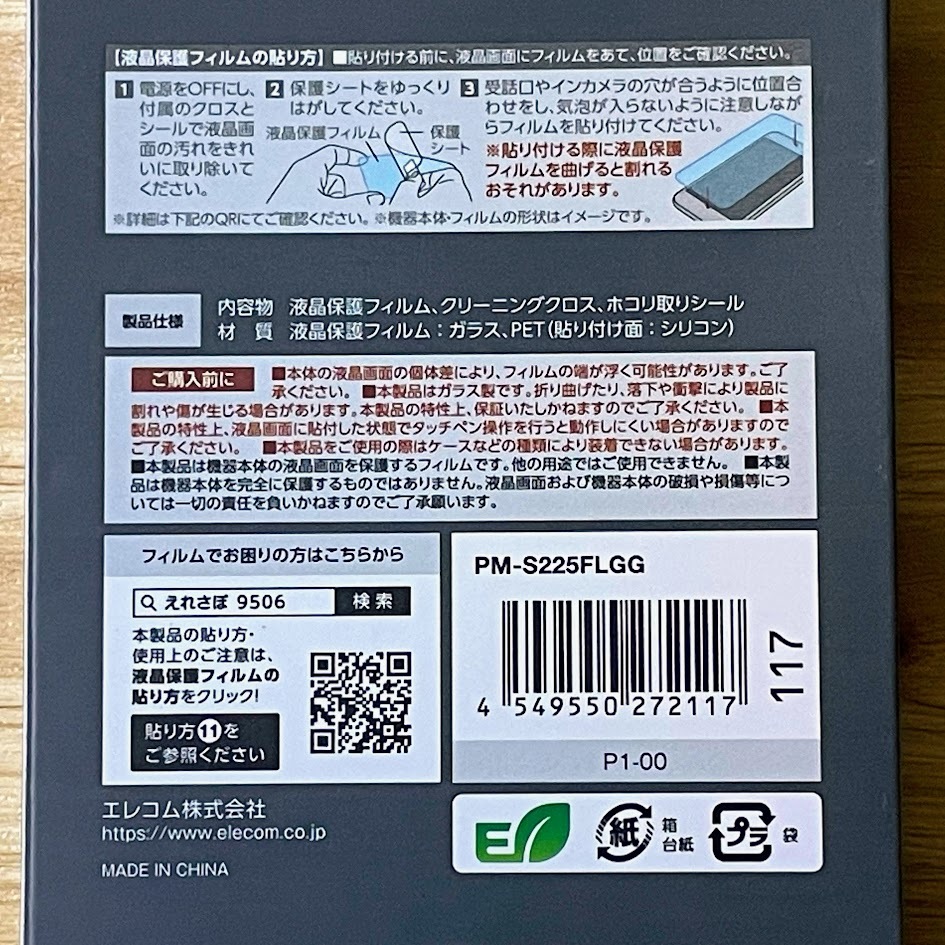 【液晶保護フィルムの貼り方】 ■貼り付ける前に、液晶画面にフィルムをあて、位置をご確認ください。
1 電源をOFFにし、
付属のクロスと
シールで液晶画
面の汚れをきれ
いに取り除いて
ください。
2 保護シートをゆっくり
はがしてください。
液晶保護フィルム
保護
シート
3 受話口やインカメラの穴が合うように位置合
わせをし、気泡が入らないように注意しなが
らフィルムを貼り付けてください。
※貼り付ける際に液晶保護
フィルムを曲げると割れる
おそれがあります。
※詳細は下記のQRにてご確認ください。※機器本体・フィルムの形状はイメージです。
製品仕様
内容物 液晶保護フィルム、クリーニングクロス、ホコリ取りシール
材 質 液晶保護フィルム：ガラス、PET（貼り付け面：シリコン）
ご購入前に ■本体の液晶画面の個体差により、フィルムの端が浮く可能性があります。ご了
承ください。 ■本製品はガラス製です。折り曲げたり、落下や衝撃により製品に
割れや傷が生じる場合があります。本製品の特性上、保証いたしかねますのでご了承ください。 ■本
製品の特性上、液晶画面に貼付した状態でタッチペン操作を行うと動作しにくい場合がありますので
ご了承ください。 ■本製品をご使用の際はケースなどの種類により装着できない場合があります。
■本製品は機器本体の液晶画面を保護するフィルムです。他の用途ではご使用できません。 ■本製
品は機器本体を完全に保護するものではありません。液晶画面および機器本体の破損や損傷等につ
いては一切の責任を負いかねますのでご了承願います。
フィルムでお困りの方はこちらから
えれさぽ 9506 検索
本製品の貼り方・
使用上のご注意は、
液晶保護フィルムの
貼り方をクリック！
貼り方⑪を
ご参照ください
PM-S225FLGG
4 549550 272117
117
P1-00
エレコム株式会社
https://www.elecom.co.jp
MADE IN CHINA
E
紙 箱
台紙
プラ 袋